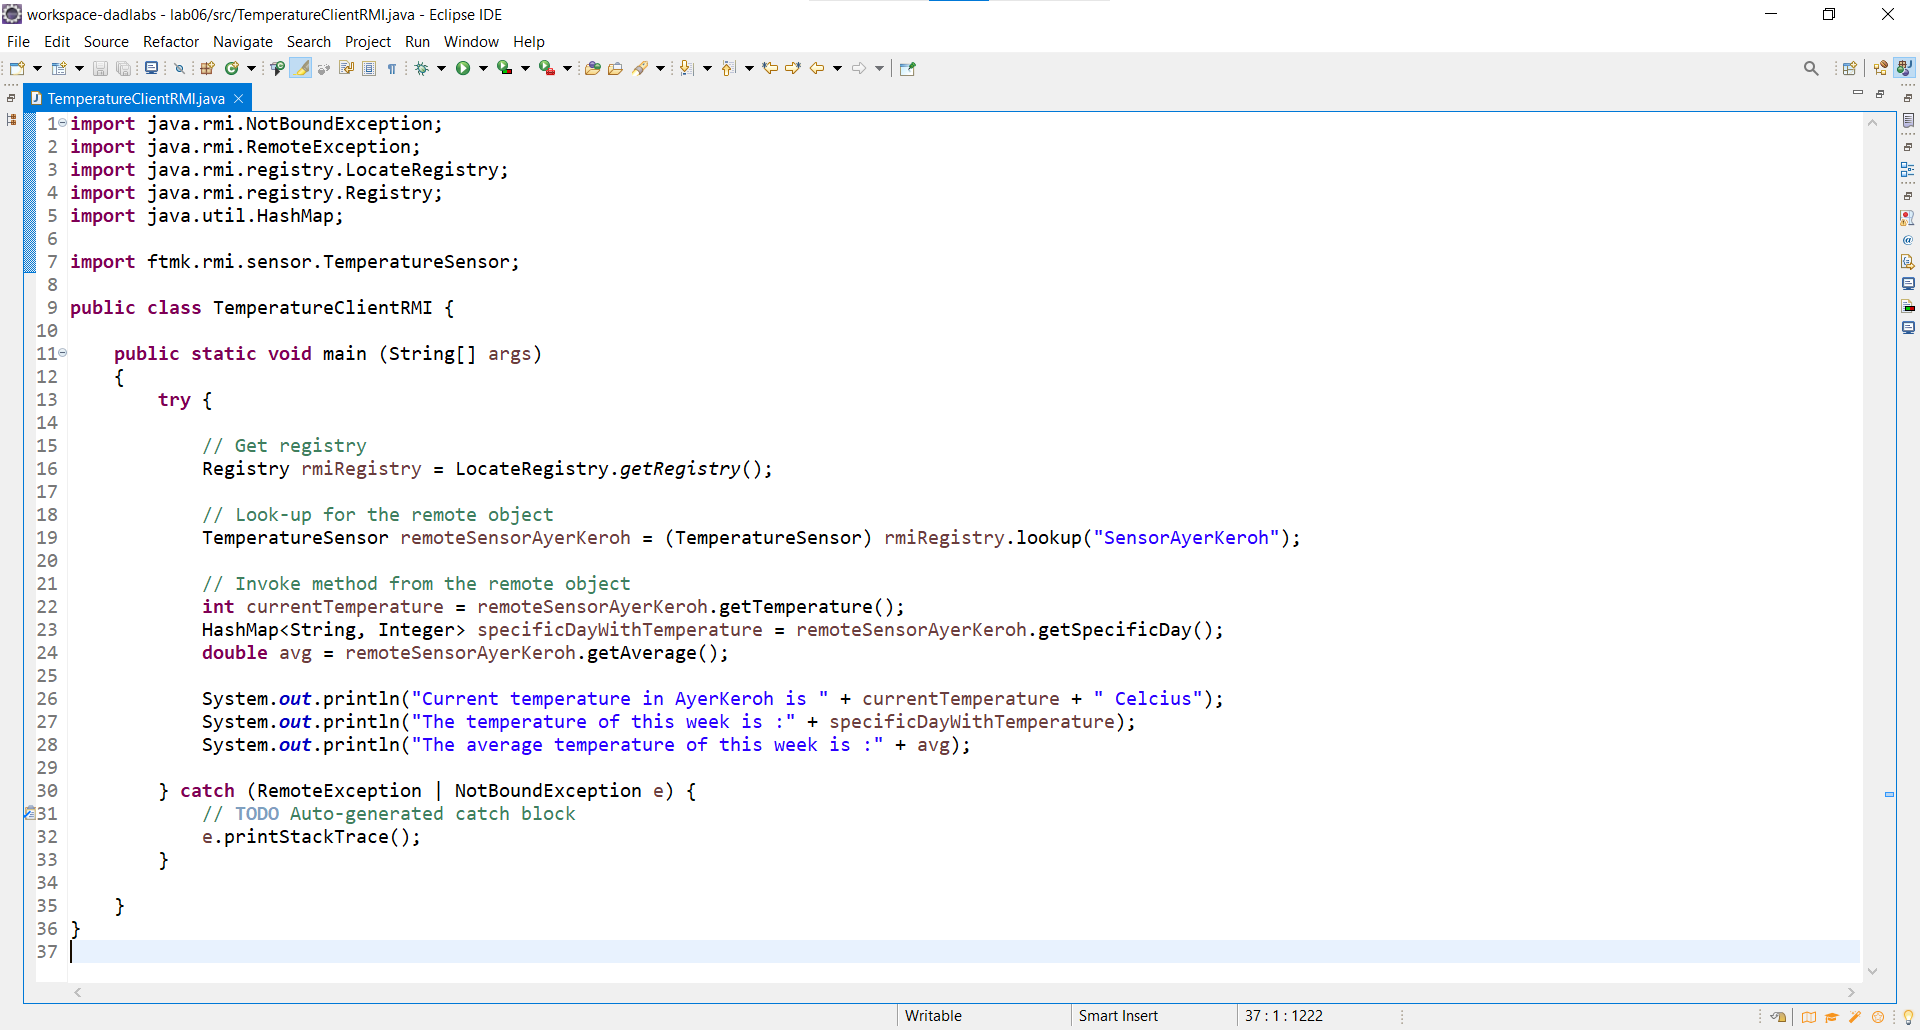 workspace-dadlabs - lab06/src/TemperatureClientRMI.java - Eclipse IDE
File Edit Source Refactor Navigate Search Project Run Window Help
TemperatureClientRMI.java
1 import java.rmi.NotBoundException;
2 import java.rmi.RemoteException;
3 import java.rmi.registry.LocateRegistry;
4 import java.rmi.registry.Registry;
5 import java.util.HashMap;
6
7 import ftmk.rmi.sensor.TemperatureSensor;
8
9 public class TemperatureClientRMI {
10
11     public static void main (String[] args)
12     {
13         try {
14
15             // Get registry
16             Registry rmiRegistry = LocateRegistry.getRegistry();
17
18             // Look-up for the remote object
19             TemperatureSensor remoteSensorAyerKeroh = (TemperatureSensor) rmiRegistry.lookup("SensorAyerKeroh");
20
21             // Invoke method from the remote object
22             int currentTemperature = remoteSensorAyerKeroh.getTemperature();
23             HashMap<String, Integer> specificDayWithTemperature = remoteSensorAyerKeroh.getSpecificDay();
24             double avg = remoteSensorAyerKeroh.getAverage();
25
26             System.out.println("Current temperature in AyerKeroh is " + currentTemperature + " Celcius");
27             System.out.println("The temperature of this week is :" + specificDayWithTemperature);
28             System.out.println("The average temperature of this week is :" + avg);
29
30         } catch (RemoteException | NotBoundException e) {
31             // TODO Auto-generated catch block
32             e.printStackTrace();
33         }
34
35     }
36 }
37
Writable Smart Insert 37 : 1 : 1222